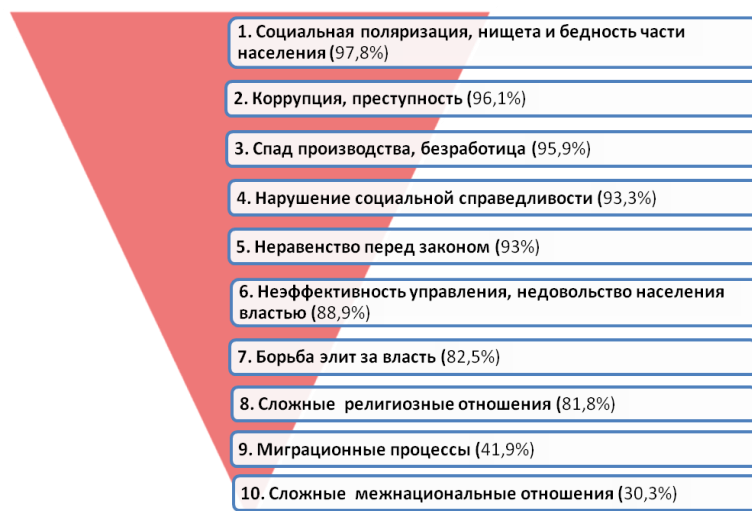 1. Социальная поляризация, нищета и бедность части
населения (97,8%)
2. Коррупция, преступность (96,1%)
3. Спад производства, безработица (95,9%)
4. Нарушение социальной справедливости (93,3%)
5. Неравенство перед законом (93%)
6. Неэффективность управления, недовольство населения
властью (88,9%)
7. Борьба элит за власть (82,5%)
8. Сложные  религиозные отношения (81,8%)
9. Миграционные процессы (41,9%)
10. Сложные  межнациональные отношения (30,3%)